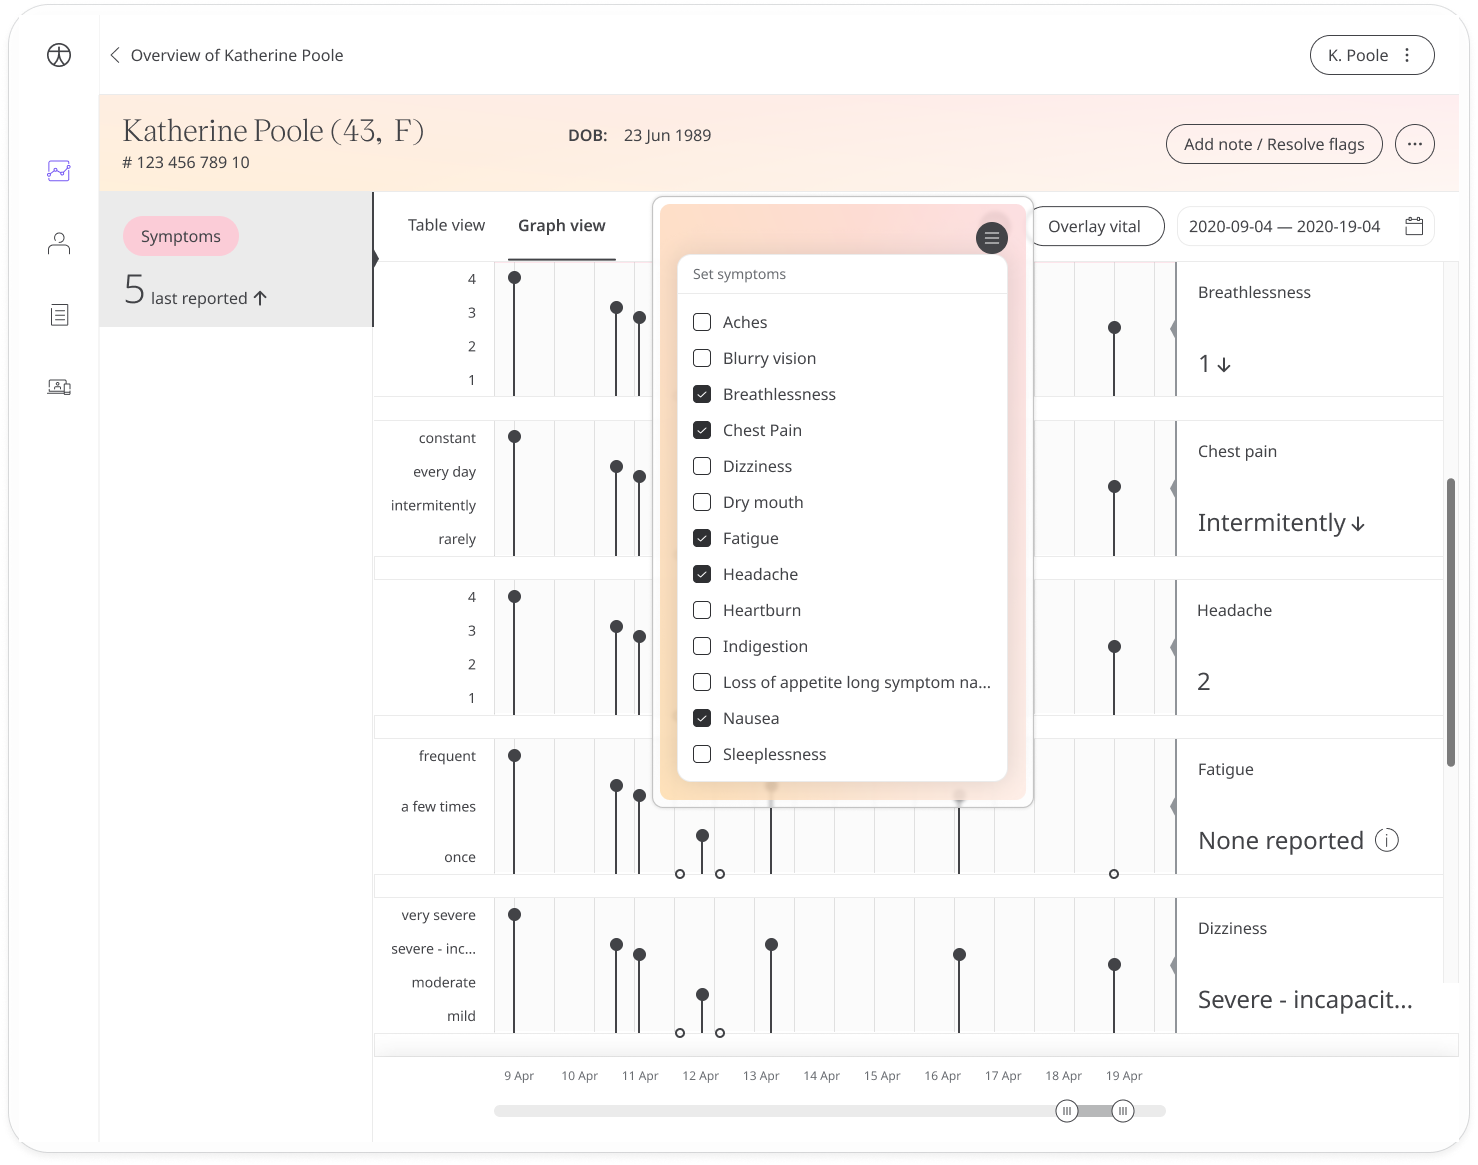 Overview of Katherine Poole
K. Poole
Katherine Poole (43, F)
# 123 456 789 10
DOB: 23 Jun 1989
Add note / Resolve flags
Symptoms
5 last reported
Table view
Graph view
Overlay vital
2020-09-04 — 2020-19-04
Set symptoms
Aches
Blurry vision
Breathlessness
Chest Pain
Dizziness
Dry mouth
Fatigue
Headache
Heartburn
Indigestion
Loss of appetite long symptom na...
Nausea
Sleeplessness
4
3
2
1
Breathlessness
1
constant
every day
intermitently
rarely
Chest pain
Intermitently
4
3
2
1
Headache
2
frequent
a few times
once
Fatigue
None reported
very severe
severe - inc...
moderate
mild
Dizziness
Severe - incapacit...
9 Apr 10 Apr 11 Apr 12 Apr 13 Apr 14 Apr 15 Apr 16 Apr 17 Apr 18 Apr 19 Apr